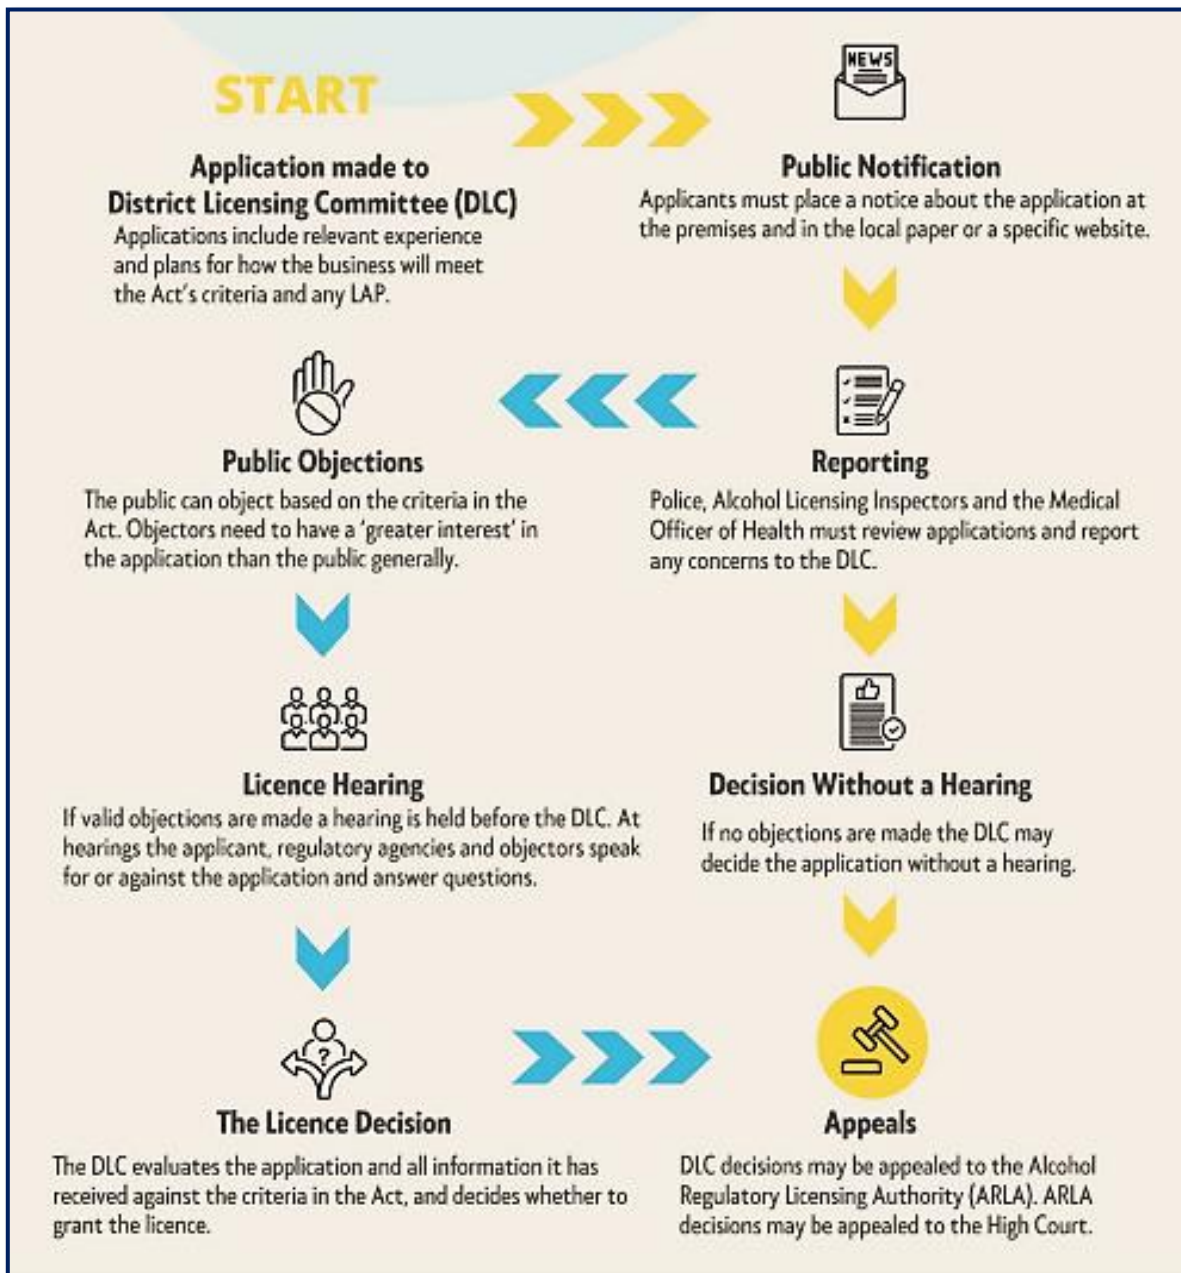 START
Application made to
District Licensing Committee (DLC)
Applications include relevant experience
and plans for how the business will meet
the Act's criteria and any LAP.
NEWS
Public Notification
Applicants must place a notice about the application at
the premises and in the local paper or a specific website.
Reporting
Police, Alcohol Licensing Inspectors and the Medical
Officer of Health must review applications and report
any concerns to the DLC.
Public Objections
The public can object based on the criteria in the
Act. Objectors need to have a 'greater interest' in
the application than the public generally.
Licence Hearing
If valid objections are made a hearing is held before the DLC. At
hearings the applicant, regulatory agencies and objectors speak
for or against the application and answer questions.
Decision Without a Hearing
If no objections are made the DLC may
decide the application without a hearing.
?
The Licence Decision
The DLC evaluates the application and all information it has
received against the criteria in the Act, and decides whether to
grant the licence.
Appeals
DLC decisions may be appealed to the Alcohol
Regulatory Licensing Authority (ARLA). ARLA
decisions may be appealed to the High Court.